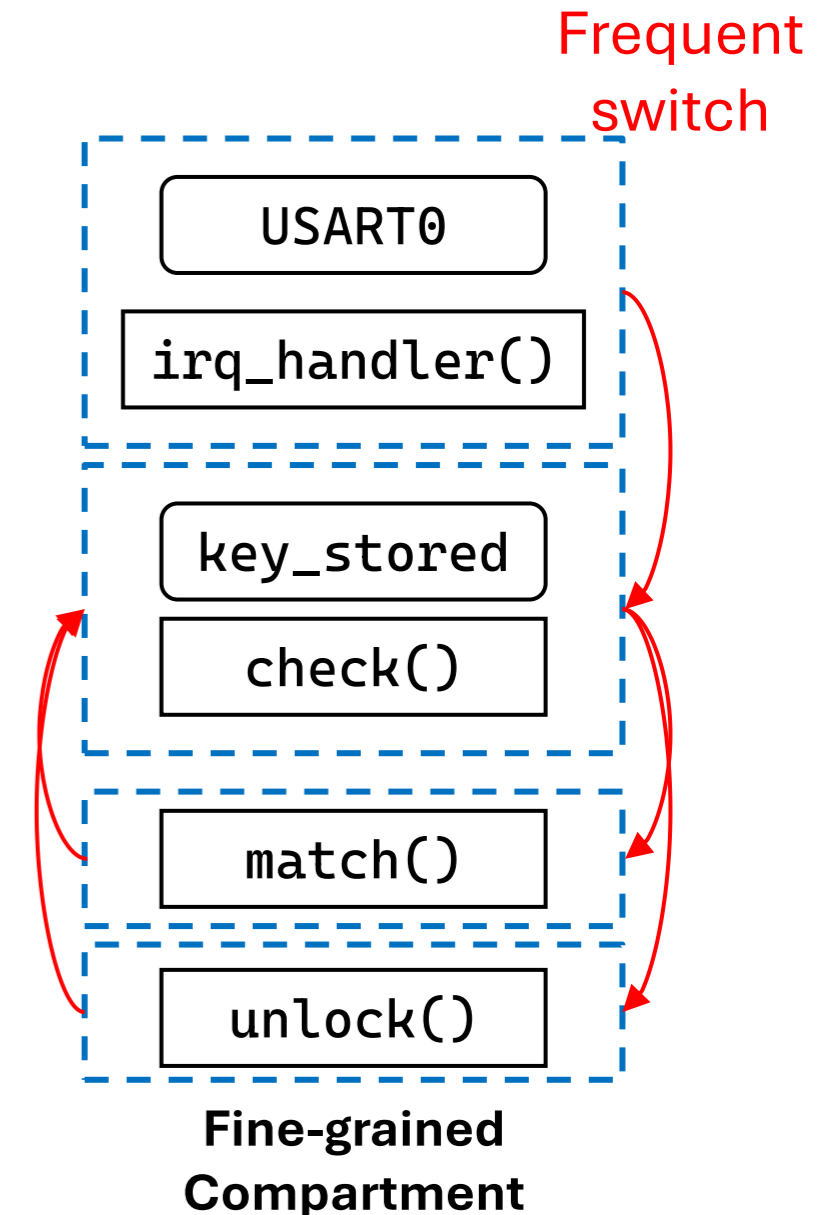 Frequent
switch
USART0
irq_handler()
key_stored
check()
match()
unlock()
Fine-grained
Compartment